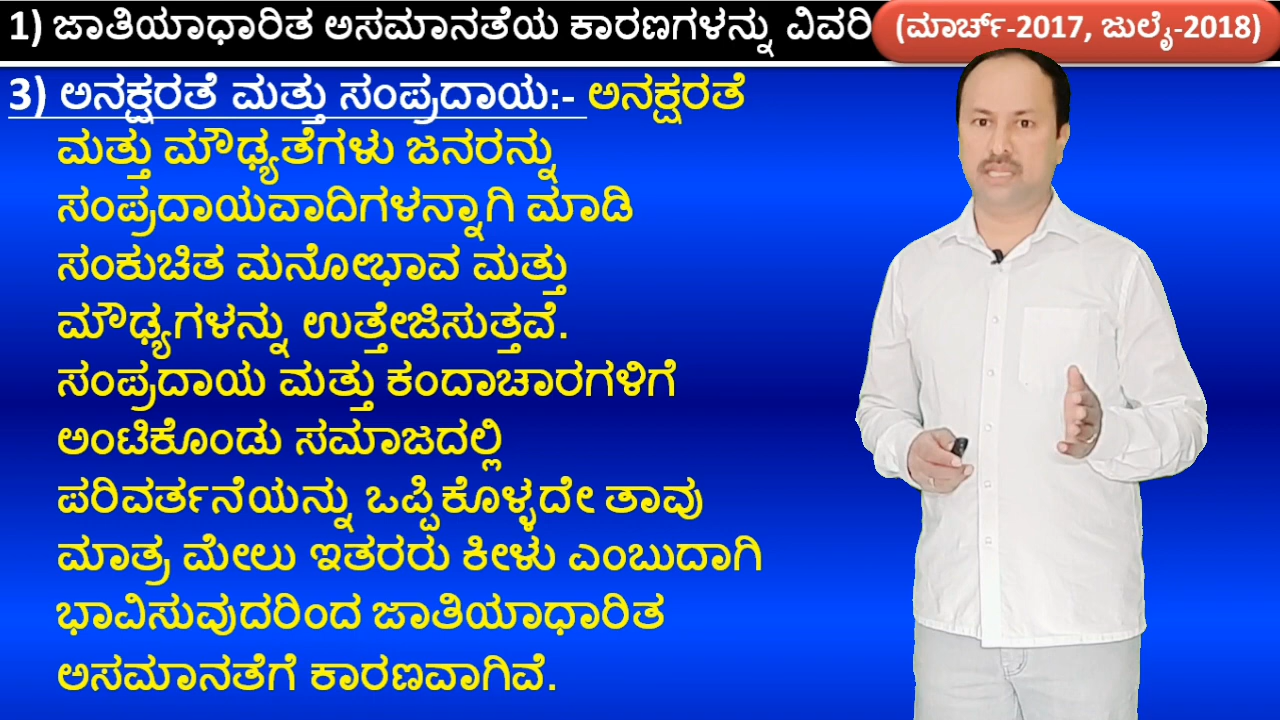 1) ಜಾತಿಯಾಧಾರಿತ ಅಸಮಾನತೆಯ ಕಾರಣಗಳನ್ನು ವಿವರಿ (ಮಾರ್ಚ್-2017, ಜುಲೈ-2018)
3) ಅನಕ್ಷರತೆ ಮತ್ತು ಸಂಪ್ರದಾಯ:- ಅನಕ್ಷರತೆ
ಮತ್ತು ಮೌಢ್ಯತೆಗಳು ಜನರನ್ನು
ಸಂಪ್ರದಾಯವಾದಿಗಳನ್ನಾಗಿ ಮಾಡಿ
ಸಂಕುಚಿತ ಮನೋಭಾವ ಮತ್ತು
ಮೌಢ್ಯಗಳನ್ನು ಉತ್ತೇಜಿಸುತ್ತವೆ.
ಸಂಪ್ರದಾಯ ಮತ್ತು ಕಂದಾಚಾರಗಳಿಗೆ
ಅಂಟಿಕೊಂಡು ಸಮಾಜದಲ್ಲಿ
ಪರಿವರ್ತನೆಯನ್ನು ಒಪ್ಪಿಕೊಳ್ಳದೇ ತಾವು
ಮಾತ್ರ ಮೇಲು ಇತರರು ಕೀಳು ಎಂಬುದಾಗಿ
ಭಾವಿಸುವುದರಿಂದ ಜಾತಿಯಾಧಾರಿತ
ಅಸಮಾನತೆಗೆ ಕಾರಣವಾಗಿವೆ.